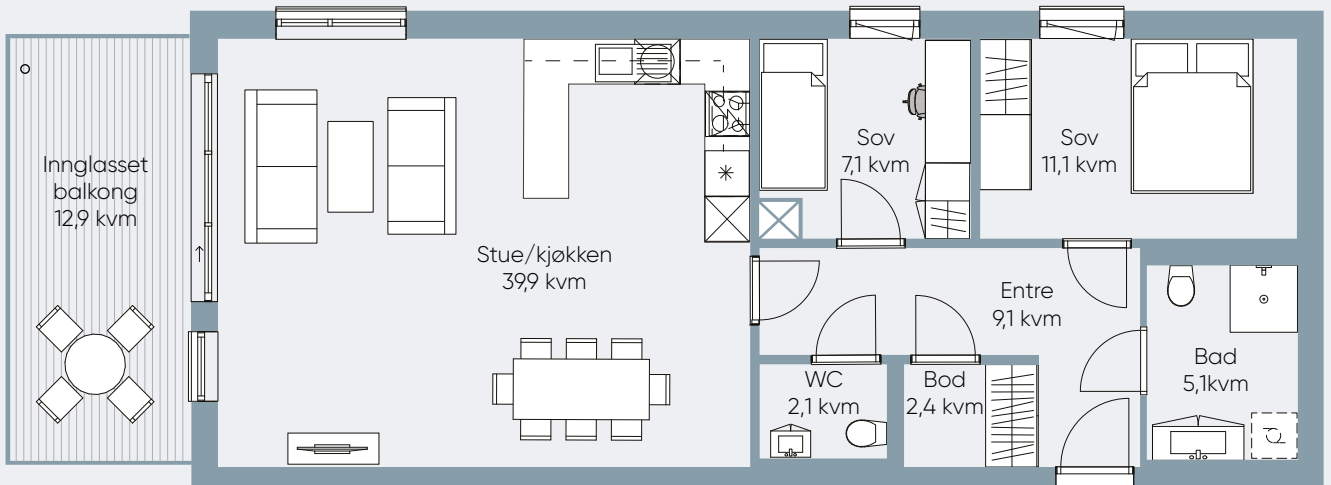 Innglasset
balkong
12,9 kvm
Stue/kjøkken
39,9 kvm
Sov
7,1 kvm
Sov
11,1 kvm
Entre
9,1 kvm
WC
2,1 kvm
Bod
2,4 kvm
Bad
5,1kvm